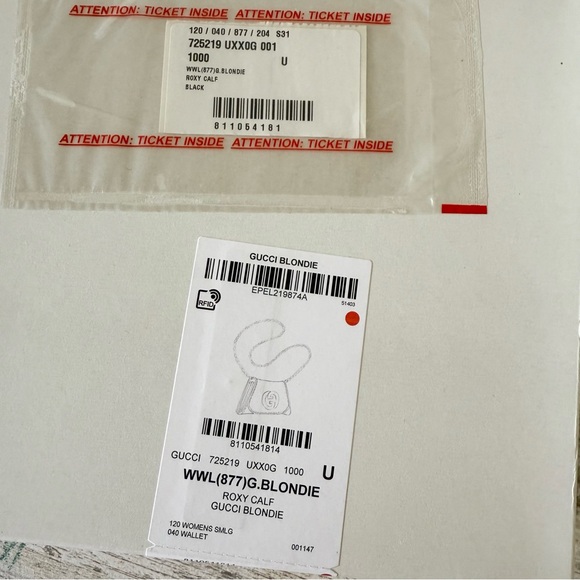 ATTENTION: TICKET INSIDE ATTENTION: TICKET INSIDE
120 / 040 / 877 / 204 S31
725219 UXX0G 001
1000 U
WWL(877)G.BLONDIE
ROXY CALF
BLACK
811054181
ATTENTION: TICKET INSIDE ATTENTION: TICKET INSIDE
GUCCI BLONDIE
EPEL219874A
51403
RFID
8110541814
GUCCI 725219 UXX0G 1000 U
WWL(877)G.BLONDIE
ROXY CALF
GUCCI BLONDIE
120 WOMENS SMLG
040 WALLET
001147